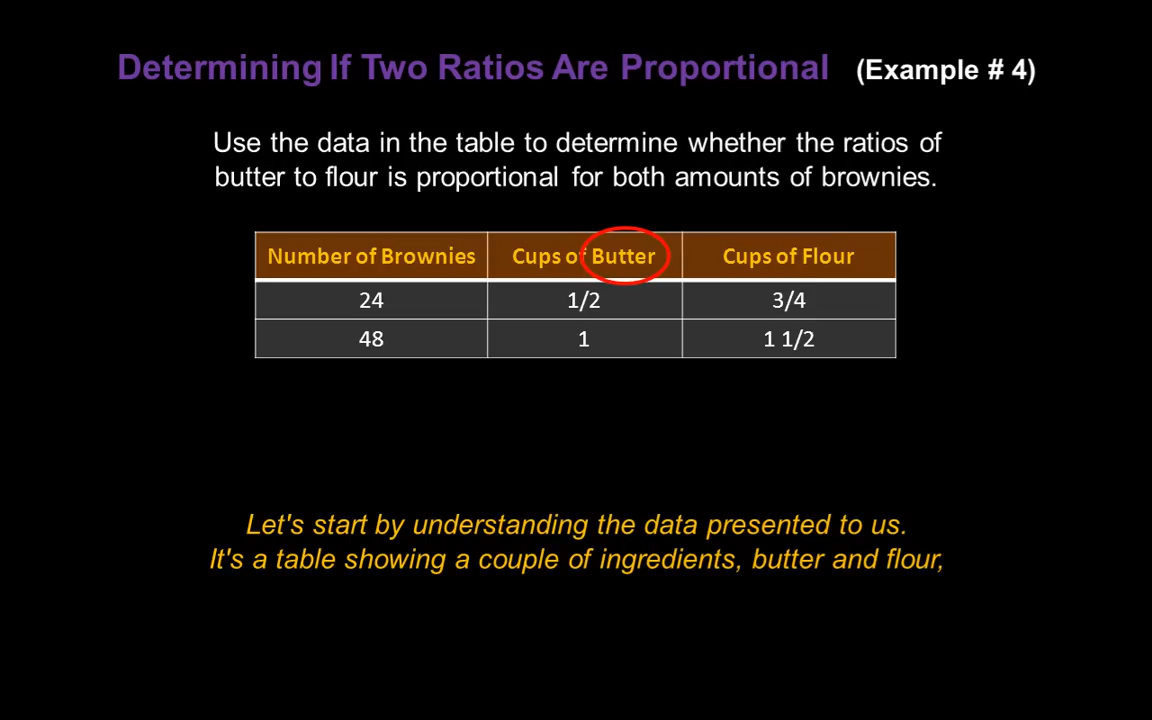 Determining If Two Ratios Are Proportional (Example # 4)
Use the data in the table to determine whether the ratios of
butter to flour is proportional for both amounts of brownies.
Number of Brownies Cups of Butter Cups of Flour
24 1/2 3/4
48 1 1 1/2
Let's start by understanding the data presented to us.
It's a table showing a couple of ingredients, butter and flour,